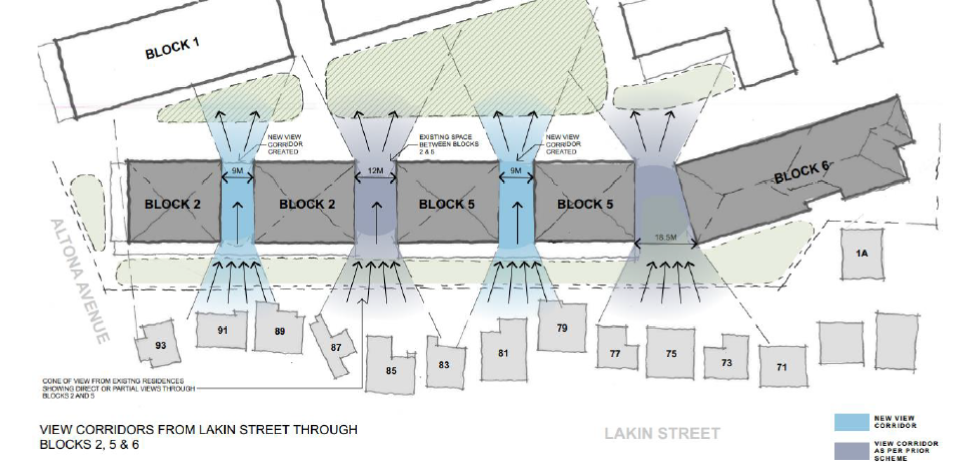 BLOCK 1
NEW VIEW
CORRIDOR
CREATED
EXISTING SPACE
BETWEEN BLOCKS
2 & 5
NEW VIEW
CORRIDOR
CREATED
9M
12M
9M
BLOCK 2
BLOCK 2
BLOCK 5
BLOCK 5
BLOCK 6
16.5M
ALTONA AVENUE
1A
93
91
89
87
85
83
81
79
77
75
73
71
CONE OF VIEW FROM EXISTING RESIDENCES
SHOWING DIRECT OR PARTIAL VIEWS THROUGH
BLOCKS 2 AND 5
VIEW CORRIDORS FROM LAKIN STREET THROUGH
BLOCKS 2, 5 & 6
LAKIN STREET
NEW VIEW
CORRIDOR
VIEW CORRIDOR
AS PER PRIOR
SCHEME